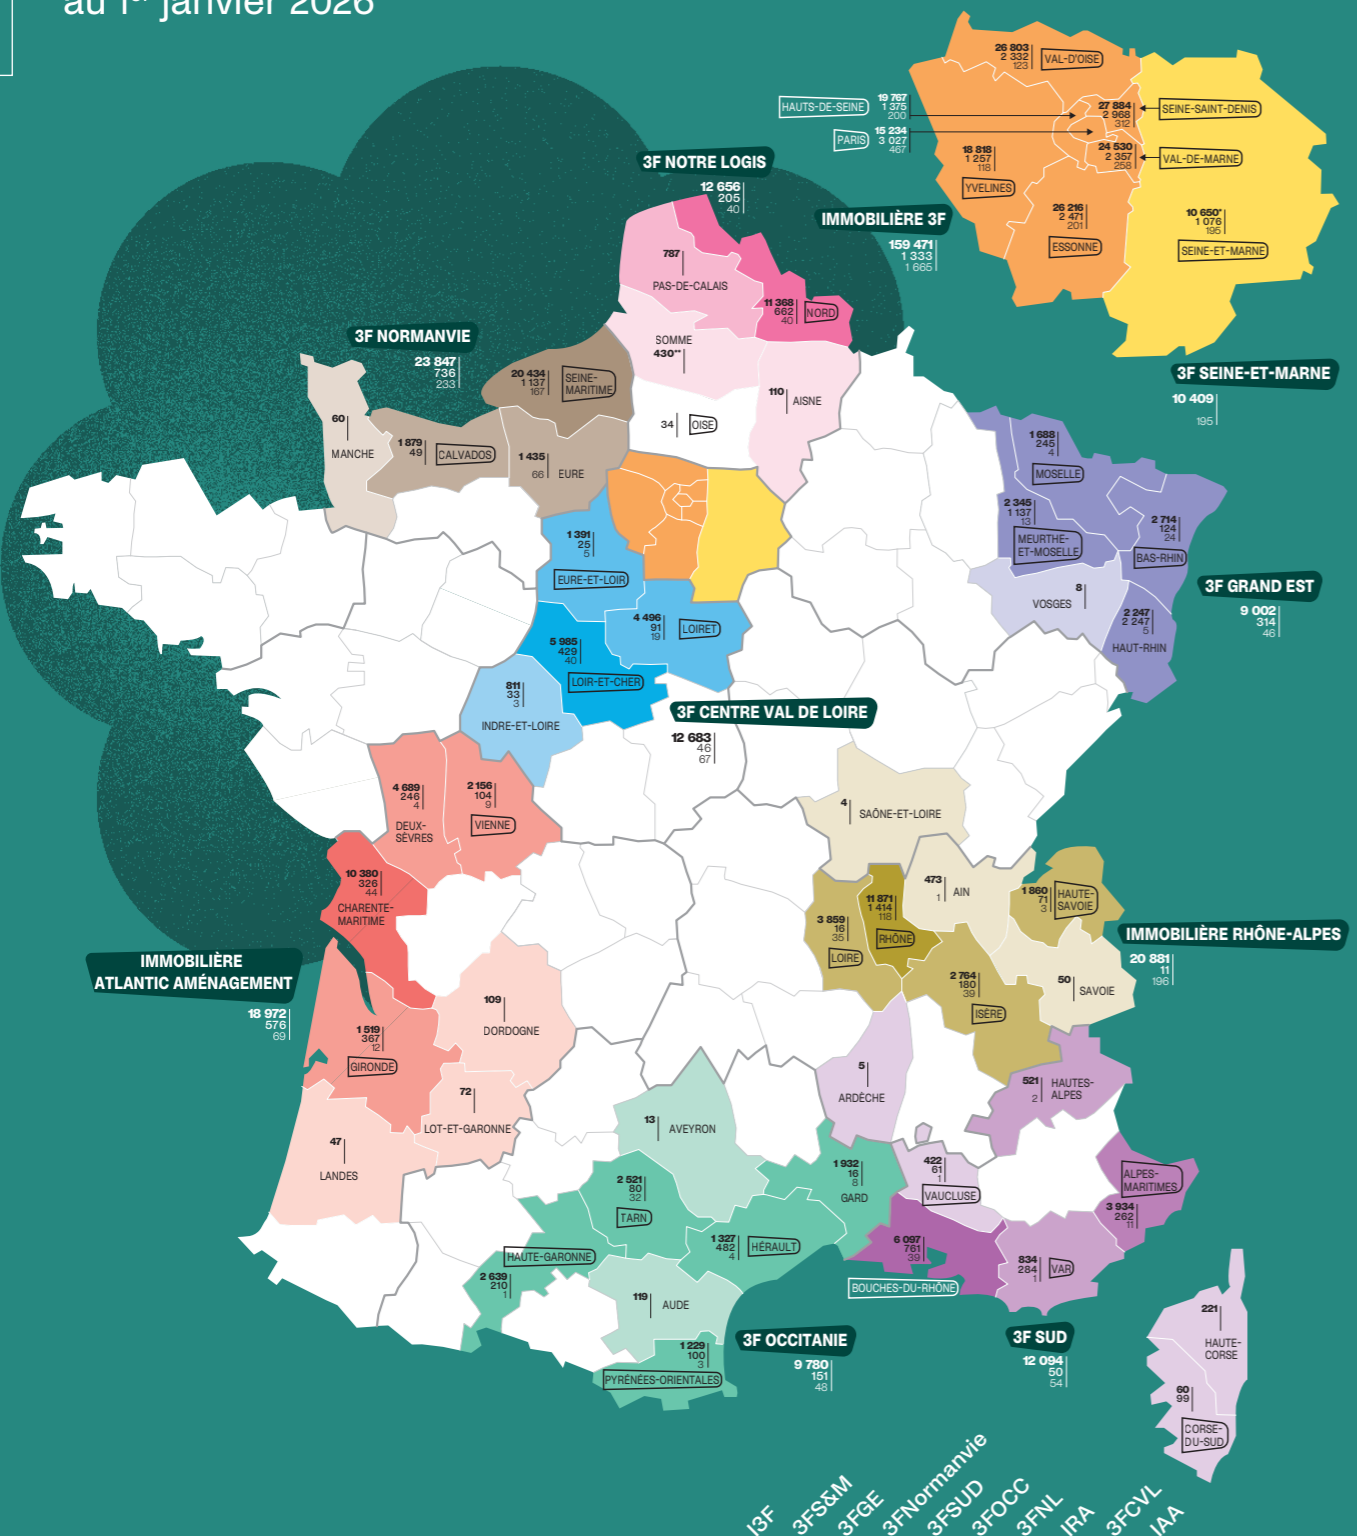 au 1er janvier 2026
26 803
2 332
123
VAL-D'OISE
HAUTS-DE-SEINE
19 767
1 375
200
27 884
2 968
312
SEINE-SAINT-DENIS
PARIS
15 234
3 027
467
24 530
2 357
258
VAL-DE-MARNE
18 818
1 257
118
YVELINES
26 216
2 471
201
ESSONNE
10 650*
1 076
195
SEINE-ET-MARNE
IMMOBILIÈRE 3F
159 471
1 333
1 665
3F SEINE-ET-MARNE
10 409
195
3F NOTRE LOGIS
12 656
205
40
787
PAS-DE-CALAIS
11 368
662
40
NORD
SOMME
430**
110
AISNE
34
OISE
3F NORMANVIE
23 847
736
233
20 434
1 137
167
SEINE-
MARITIME
60
MANCHE
1 879
49
CALVADOS
1 435
66
EURE
1 688
245
4
MOSELLE
2 345
1 137
13
MEURTHE-
ET-MOSELLE
2 714
124
24
BAS-RHIN
8
VOSGES
2 247
2 247
5
HAUT-RHIN
3F GRAND EST
9 002
314
46
1 391
25
5
EURE-ET-LOIR
4 496
91
19
LOIRET
5 985
429
40
LOIR-ET-CHER
811
33
3
INDRE-ET-LOIRE
3F CENTRE VAL DE LOIRE
12 683
46
67
4 689
246
4
DEUX-
SÈVRES
2 156
104
9
VIENNE
10 380
326
44
CHARENTE-
MARITIME
IMMOBILIÈRE
ATLANTIC AMÉNAGEMENT
18 972
576
69
1 519
367
12
GIRONDE
109
DORDOGNE
72
LOT-ET-GARONNE
47
LANDES
4
SAÔNE-ET-LOIRE
473
1
AIN
1 860
71
3
HAUTE-
SAVOIE
11 871
1 414
118
RHÔNE
3 859
16
35
LOIRE
2 764
180
39
ISÈRE
50
SAVOIE
IMMOBILIÈRE RHÔNE-ALPES
20 881
11
196
5
ARDÈCHE
521
2
HAUTES-
ALPES
13
AVEYRON
1 932
16
8
GARD
422
61
1
VAUCLUSE
ALPES-
MARITIMES
3 934
262
11
2 521
80
32
TARN
1 327
482
4
HÉRAULT
HAUTE-GARONNE
2 639
210
1
119
AUDE
1 229
100
3
PYRÉNÉES-ORIENTALES
3F OCCITANIE
9 780
151
48
6 097
761
39
BOUCHES-DU-RHÔNE
834
284
1
VAR
3F SUD
12 094
50
54
221
HAUTE-
CORSE
60
99
CORSE-
DU-SUD
I3F
3FS&M
3FGE
3FNormanvie
3FSUD
3FOCC
3FNL
IRA
3FCVL
IAA